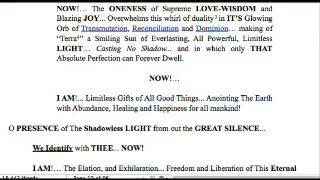 NOW!… The ONENESS of Supreme LOVE-WISDOM and
Blazing JOY... Overwhelms this whirl of duality³ in IT'S Glowing
Orb of Transmutation, Reconciliation and Dominion… making of
"Terra⁴" a Smiling Sun of Everlasting, All Powerful, Limitless
LIGHT… Casting No Shadow... and in which only THAT
Absolute Perfection can Forever Dwell.
NOW!…
I AM!... Limitless Gifts of All Good Things... Anointing The Earth
with Abundance, Healing and Happiness for all mankind!
O PRESENCE of The Shadowless LIGHT from out the GREAT SILENCE...
We Identify with THEE... NOW!
I AM!… The Elation, and Exhilaration... Freedom and Liberation of This Eternal